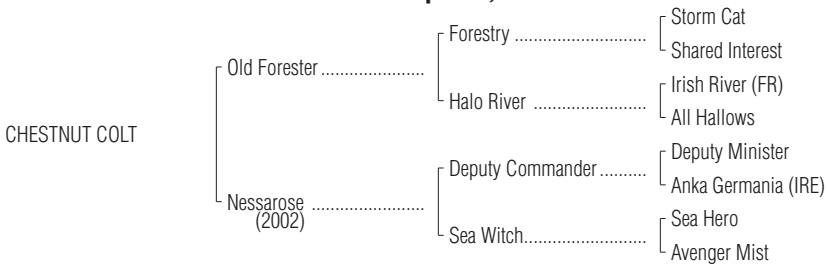 Storm Cat
Forestry ........................
Shared Interest
Old Forester ......................
Irish River (FR)
Halo River ........................
All Hallows
CHESTNUT COLT
Deputy Minister
Deputy Commander ..........
Anka Germania (IRE)
Nessarose ........................
(2002)
Sea Hero
Sea Witch..........................
Avenger Mist